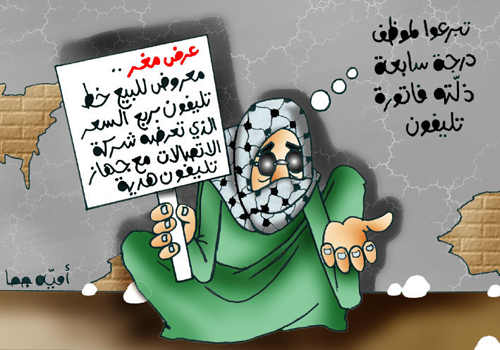 تبرعوا لموظف
درجة سابعة
ذلّته فاتورة
تليفون
عرض مغر ..
معروض للبيع خط
تليفون بربع السعر
الذي تعرضه شركة
الاتصالات مع جهاز
تليفون هدية
أميّة جحا